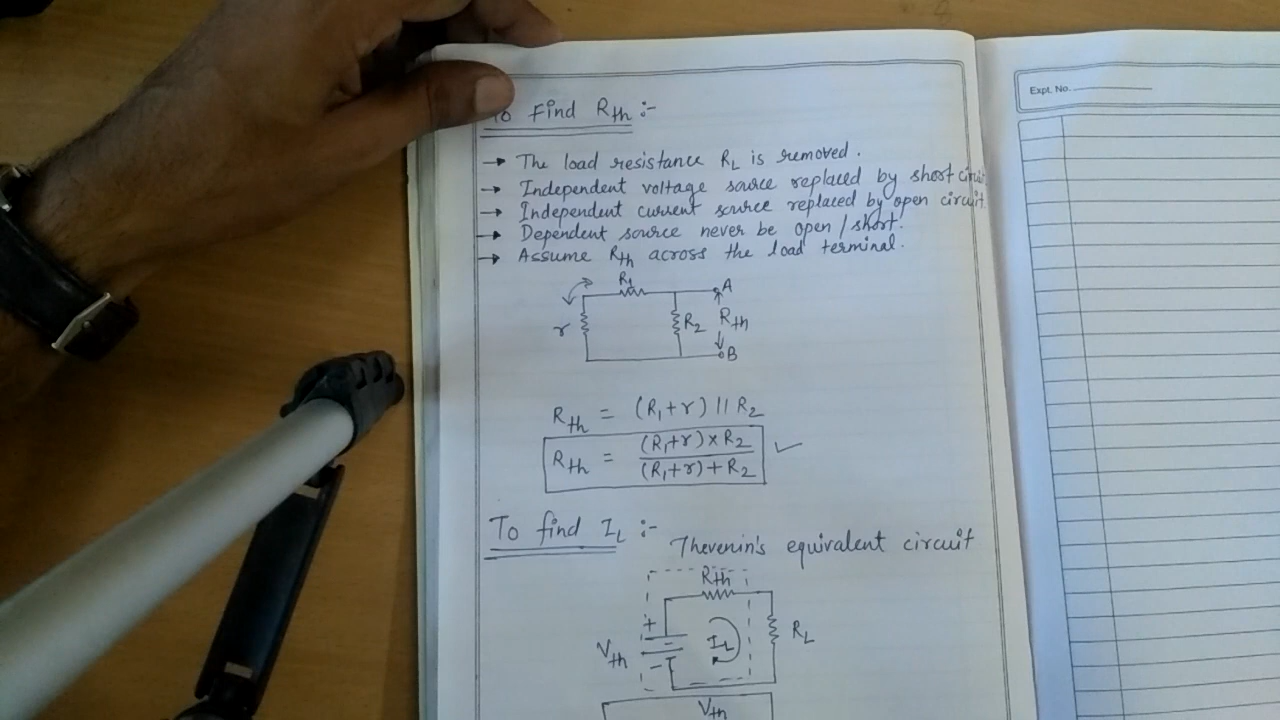 To Find Rth :-
→ The load resistance RL is removed.
→ Independent voltage source replaced by short circuit
→ Independent current source replaced by open circuit.
→ Dependent source never be open / short.
→ Assume Rth across the load terminal.
R1
A
r
R2
Rth
B
Rth = (R1+r) || R2
Rth = (R1+r)×R2 / (R1+r)+R2
To find IL :-
Thevenin's equivalent circuit
Rth
+
Vth
-
IL
RL
Vth
Expt. No.